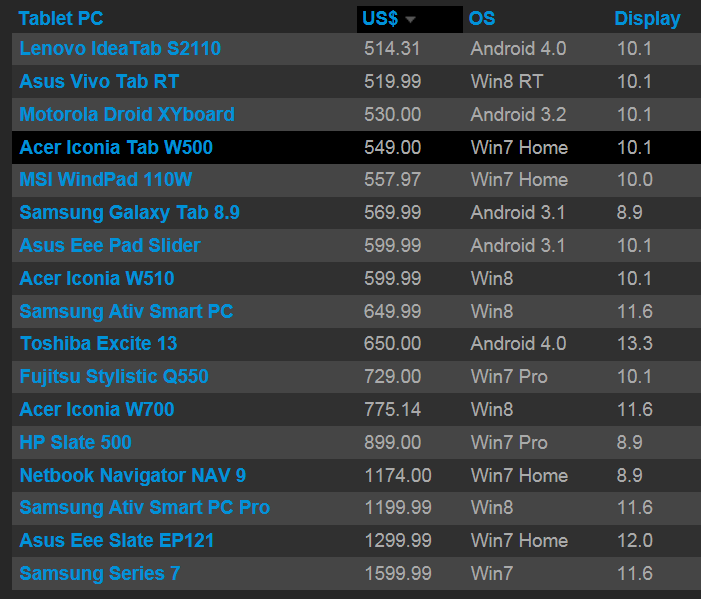 Tablet PC US$ OS Display
Lenovo IdeaTab S2110 514.31 Android 4.0 10.1
Asus Vivo Tab RT 519.99 Win8 RT 10.1
Motorola Droid XYboard 530.00 Android 3.2 10.1
Acer Iconia Tab W500 549.00 Win7 Home 10.1
MSI WindPad 110W 557.97 Win7 Home 10.0
Samsung Galaxy Tab 8.9 569.99 Android 3.1 8.9
Asus Eee Pad Slider 599.99 Android 3.1 10.1
Acer Iconia W510 599.99 Win8 10.1
Samsung Ativ Smart PC 649.99 Win8 11.6
Toshiba Excite 13 650.00 Android 4.0 13.3
Fujitsu Stylistic Q550 729.00 Win7 Pro 10.1
Acer Iconia W700 775.14 Win8 11.6
HP Slate 500 899.00 Win7 Pro 8.9
Netbook Navigator NAV 9 1174.00 Win7 Home 8.9
Samsung Ativ Smart PC Pro 1199.99 Win8 11.6
Asus Eee Slate EP121 1299.99 Win7 Home 12.0
Samsung Series 7 1599.99 Win7 11.6